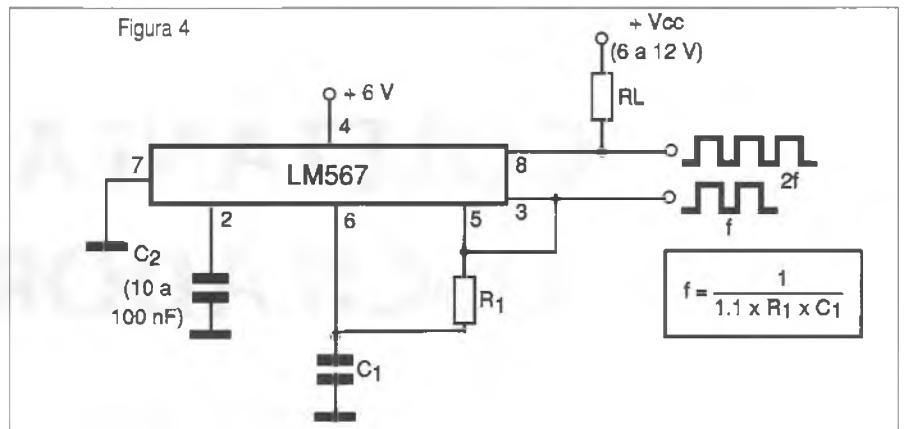 Figura 4
+ Vcc
(6 a 12 V)
RL
+ 6 V
4
7
LM567
8
2f
3
f
2
6
5
C2
(10 a
100 nF)
R1
C1
f = 1 / 1.1 x R1 x C1